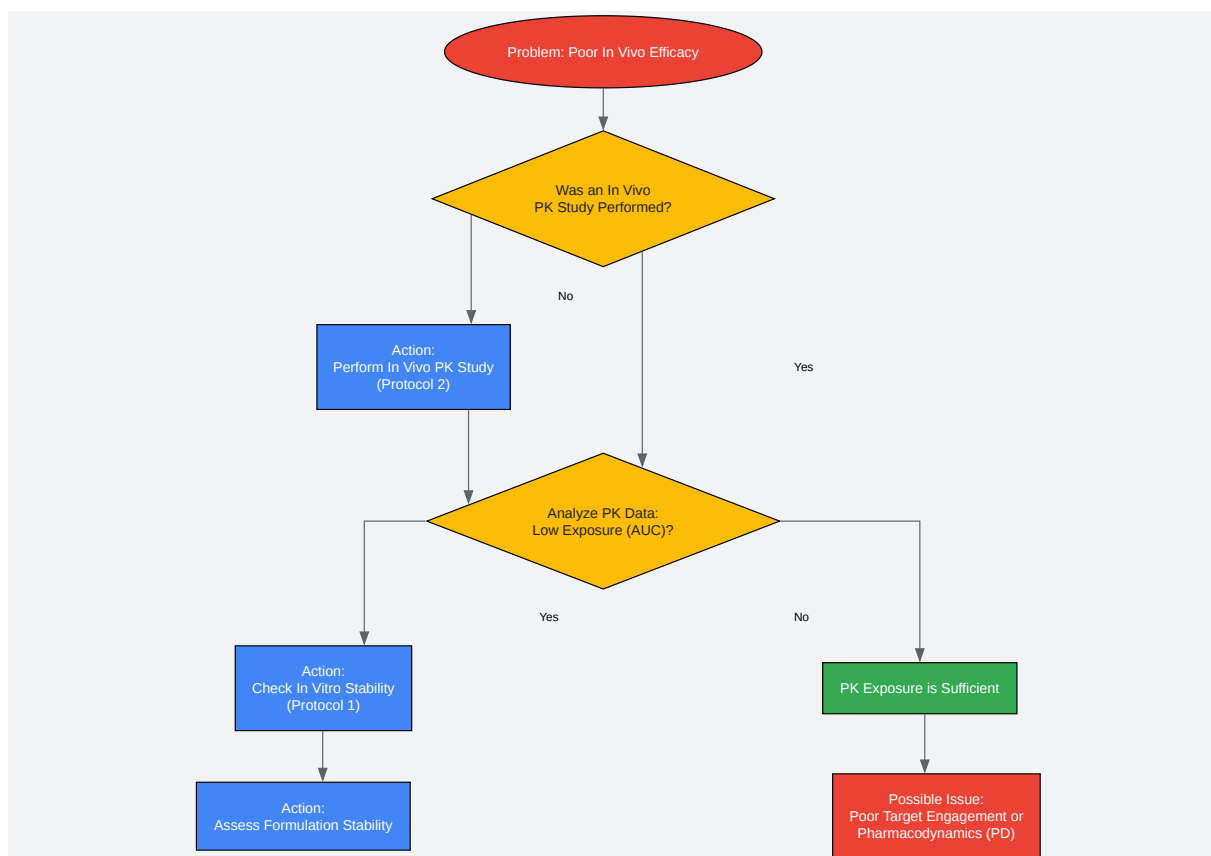 Problem: Poor In Vivo Efficacy
Was an In Vivo
PK Study Performed?
No
Action:
Perform In Vivo PK Study
(Protocol 2)
Yes
Analyze PK Data:
Low Exposure (AUC)?
Yes
No
Action:
Check In Vitro Stability
(Protocol 1)
PK Exposure is Sufficient
Action:
Assess Formulation Stability
Possible Issue:
Poor Target Engagement or
Pharmacodynamics (PD)